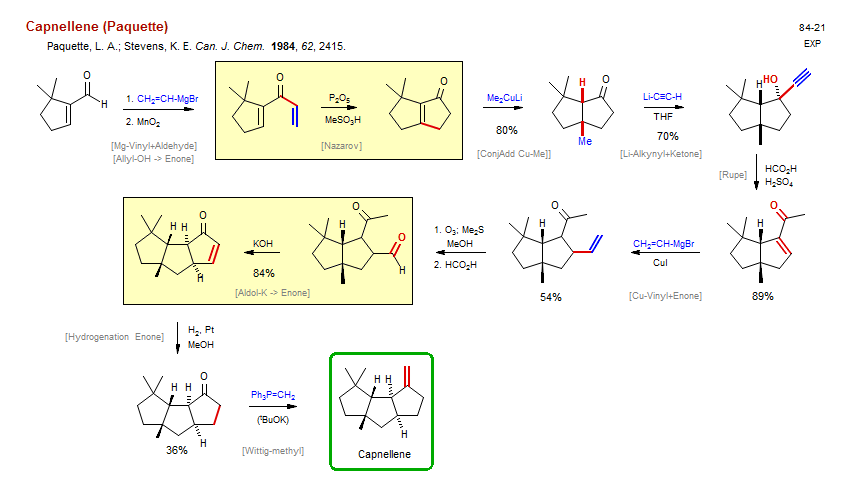 Capnellene (Paquette)
84-21
Paquette, L. A.; Stevens, K. E. Can. J. Chem. 1984, 62, 2415.
EXP
O
H
1. CH2=CH-MgBr
2. MnO2
[Mg-Vinyl+Aldehyde]
[Allyl-OH -> Enone]
O
P2O5
MeSO3H
[Nazarov]
O
Me2CuLi
80%
[ConjAdd Cu-Me]]
H
O
Me
Li-C≡C-H
THF
70%
[Li-Alkynyl+Ketone]
H
HO
[Rupe]
HCO2H
H2SO4
O
H
KOH
84%
[Aldol-K -> Enone]
H H
O
H
O
H
O
H
1. O3; Me2S
MeOH
2. HCO2H
O
H
54%
CH2=CH-MgBr
CuI
[Cu-Vinyl+Enone]
89%
[Hydrogenation Enone]
H2, Pt
MeOH
H H
O
H
36%
Ph3P=CH2
(tBuOK)
[Wittig-methyl]
H H
H
Capnellene